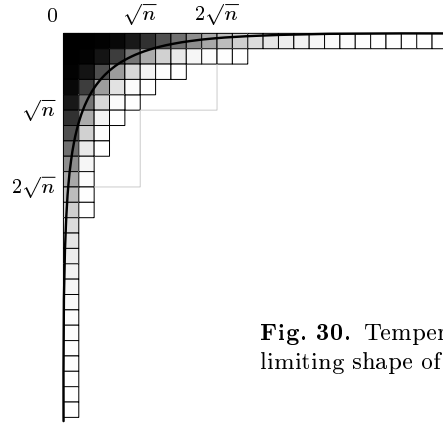 0 √n 2√n
√n
2√n
Fig. 30. Temper
limiting shape of